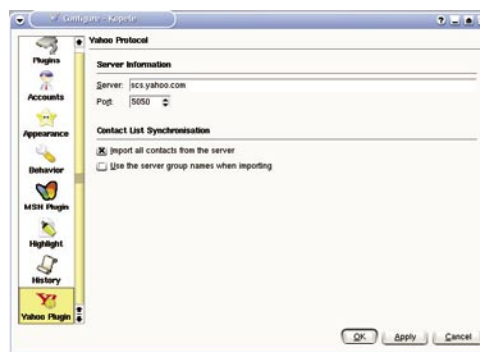 Configure - Kopete
Plugins
Accounts
Appearance
Behavior
MSN Plugin
Highlight
History
Yahoo Plugin
Yahoo Protocol
Server Information
Server: scs.yahoo.com
Port: 5050
Contact List Synchronisation
Import all contacts from the server
Use the server group names when importing
OK Apply Cancel